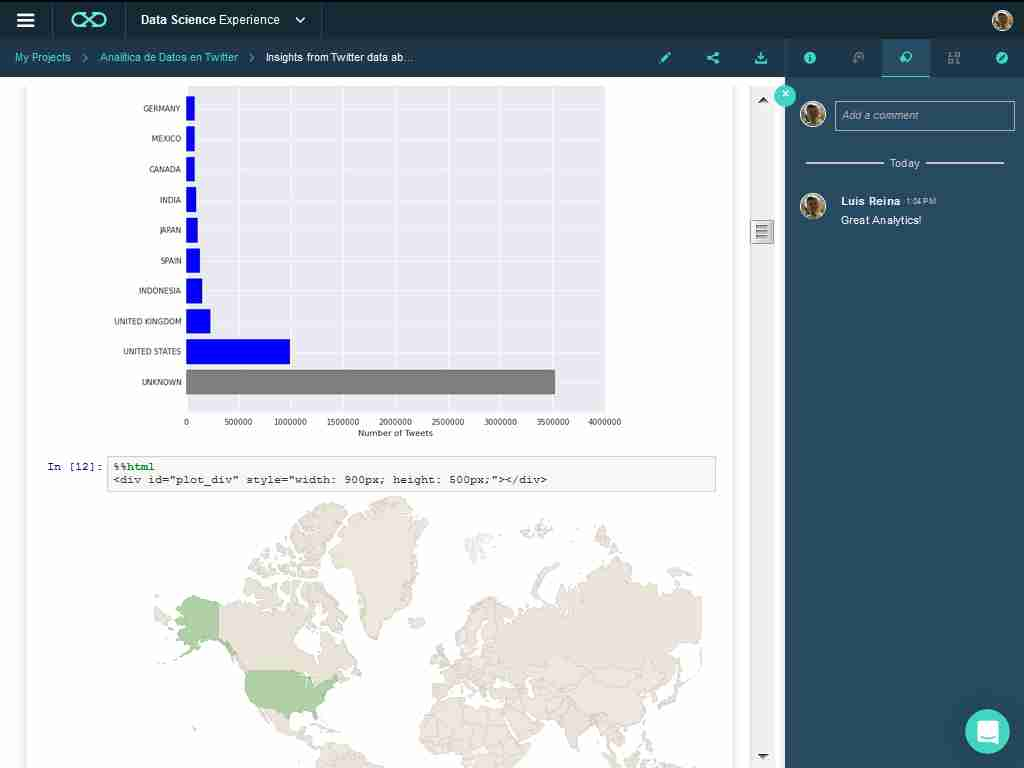 Data Science Experience
My Projects > Analítica de Datos en Twitter > Insights from Twitter data ab...
GERMANY
MEXICO
CANADA
INDIA
JAPAN
SPAIN
INDONESIA
UNITED KINGDOM
UNITED STATES
UNKNOWN
0 500000 1000000 1500000 2000000 2500000 3000000 3500000 4000000
Number of Tweets
In [12]:
%%html
<div id="plot_div" style="width: 900px; height: 500px;"></div>
Add a comment
Today
Luis Reina 1:04 PM
Great Analytics!